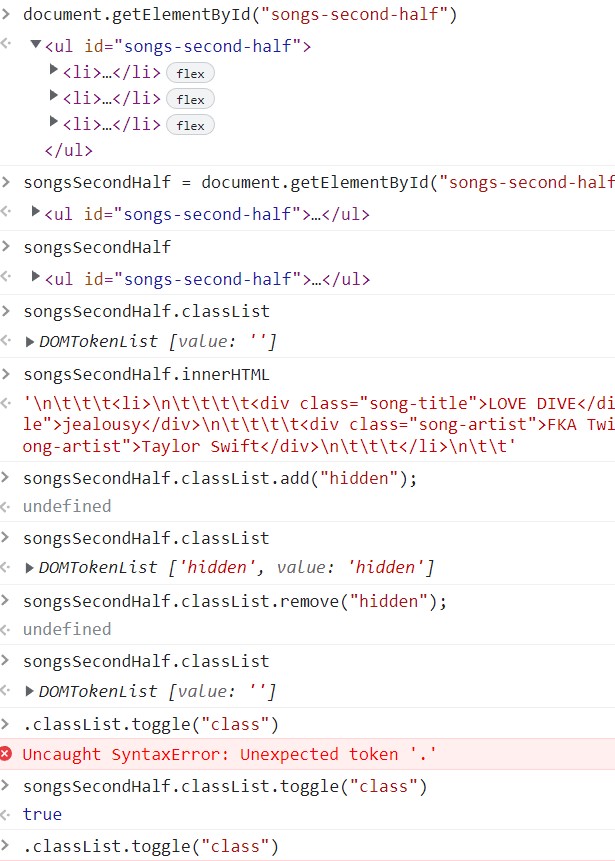 document.getElementById("songs-second-half")
<ul id="songs-second-half">
<li>…</li> flex
<li>…</li> flex
<li>…</li> flex
</ul>
songsSecondHalf = document.getElementById("songs-second-half
<ul id="songs-second-half">…</ul>
songsSecondHalf
<ul id="songs-second-half">…</ul>
songsSecondHalf.classList
DOMTokenList [value: '']
songsSecondHalf.innerHTML
'\n\t\t\t<li>\n\t\t\t\t<div class="song-title">LOVE DIVE</di
le">jealousy</div>\n\t\t\t\t<div class="song-artist">FKA Twi
ong-artist">Taylor Swift</div>\n\t\t\t</li>\n\t\t'
songsSecondHalf.classList.add("hidden");
undefined
songsSecondHalf.classList
DOMTokenList ['hidden', value: 'hidden']
songsSecondHalf.classList.remove("hidden");
undefined
songsSecondHalf.classList
DOMTokenList [value: '']
.classList.toggle("class")
Uncaught SyntaxError: Unexpected token '.'
songsSecondHalf.classList.toggle("class")
true
.classList.toggle("class")